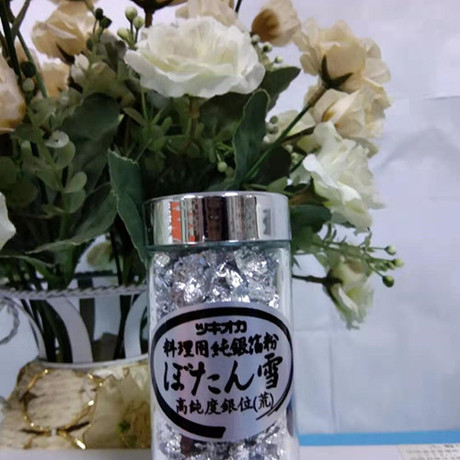 ツキオカ
料理用純銀箔粉
ぼたん雪
高純度銀位(荒)